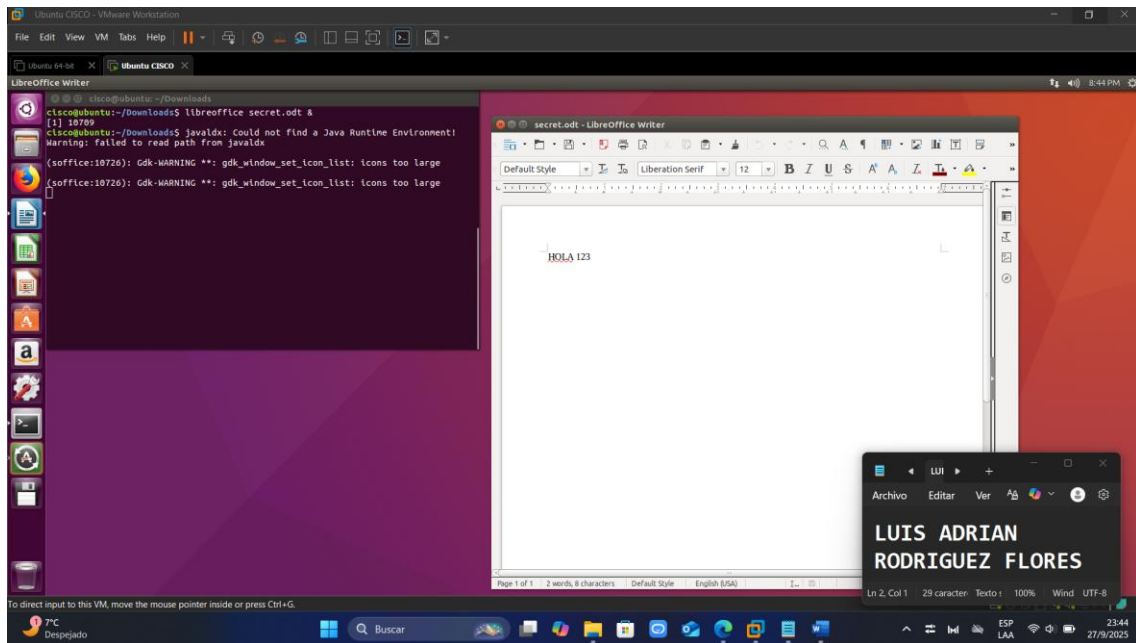 Ubuntu CISCO - VMware Workstation
File Edit View VM Tabs Help
Ubuntu 64-bit
Ubuntu CISCO
LibreOffice Writer
8:44 PM
cisco@ubuntu: ~/Downloads
cisco@ubuntu:~/Downloads$ libreoffice secret.odt &
[1] 10709
cisco@ubuntu:~/Downloads$ javaldx: Could not find a Java Runtime Environment!
Warning: failed to read path from javaldx
(soffice:10726): Gdk-WARNING **: gdk_window_set_icon_list: icons too large
(soffice:10726): Gdk-WARNING **: gdk_window_set_icon_list: icons too large
secret.odt - LibreOffice Writer
Default Style
Liberation Serif
12
HOLA 123
Page 1 of 1 2 words, 8 characters Default Style English (USA)
LUI
Archivo Editar Ver
LUIS ADRIAN
RODRIGUEZ FLORES
Ln 2, Col 1 29 caracter Texto 100% Wind UTF-8
To direct input to this VM, move the mouse pointer inside or press Ctrl+G.
7°C
Despejado
Buscar
ESP
LAA
23:44
27/9/2025